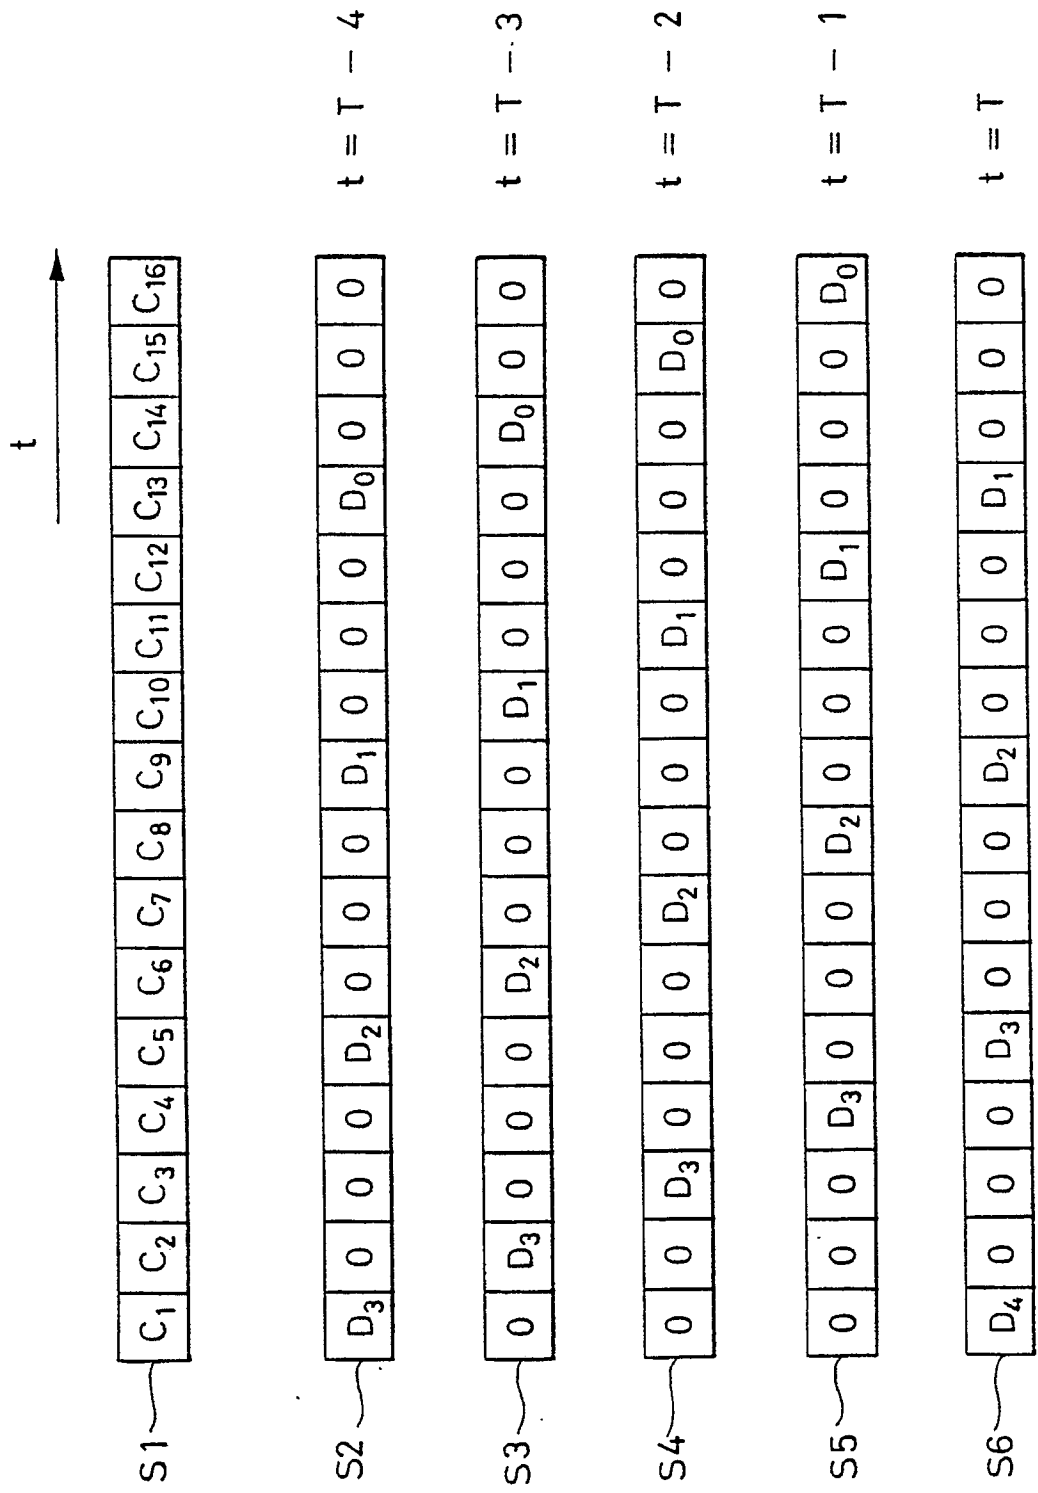 t
S1 C1 C2 C3 C4 C5 C6 C7 C8 C9 C10 C11 C12 C13 C14 C15 C16
S2 D3 0 0 0 D2 0 0 0 D1 0 0 0 D0 0 0 0 t = T - 4
S3 0 D3 0 0 0 D2 0 0 0 D1 0 0 0 D0 0 0 t = T - 3
S4 0 0 D3 0 0 0 D2 0 0 0 D1 0 0 0 D0 0 t = T - 2
S5 0 0 0 D3 0 0 0 D2 0 0 0 D1 0 0 0 D0 t = T - 1
S6 D4 0 0 0 D3 0 0 0 D2 0 0 0 D1 0 0 0 t = T